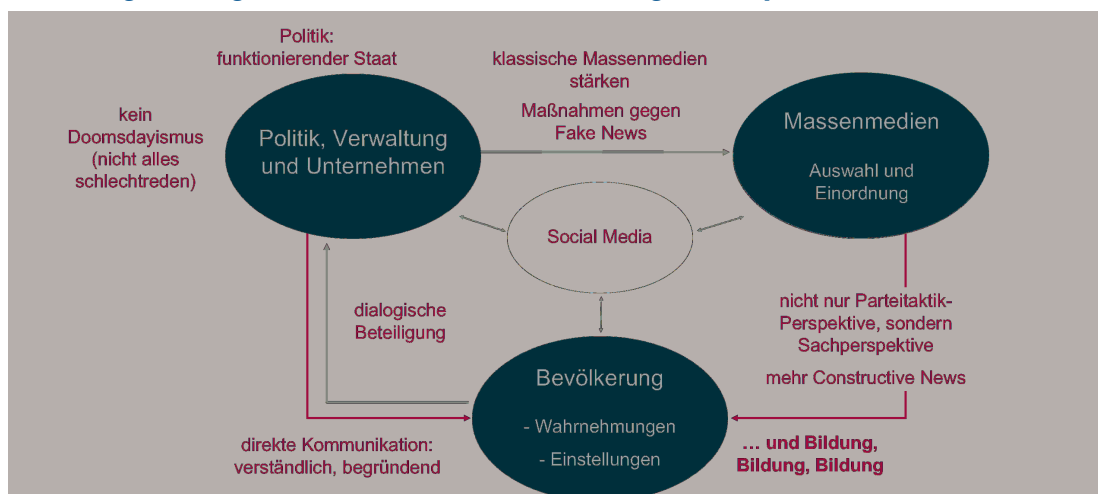 Politik:
funktionierender Staat
klassische Massenmedien
stärken
Maßnahmen gegen
Fake News
kein
Doomsdayismus
(nicht alles
schlechtreden)
Politik, Verwaltung
und Unternehmen
Massenmedien
Auswahl und
Einordnung
Social Media
dialogische
Beteiligung
nicht nur Parteitaktik-
Perspektive, sondern
Sachperspektive
mehr Constructive News
Bevölkerung
- Wahrnehmungen
- Einstellungen
direkte Kommunikation:
verständlich, begründend
... und Bildung,
Bildung, Bildung